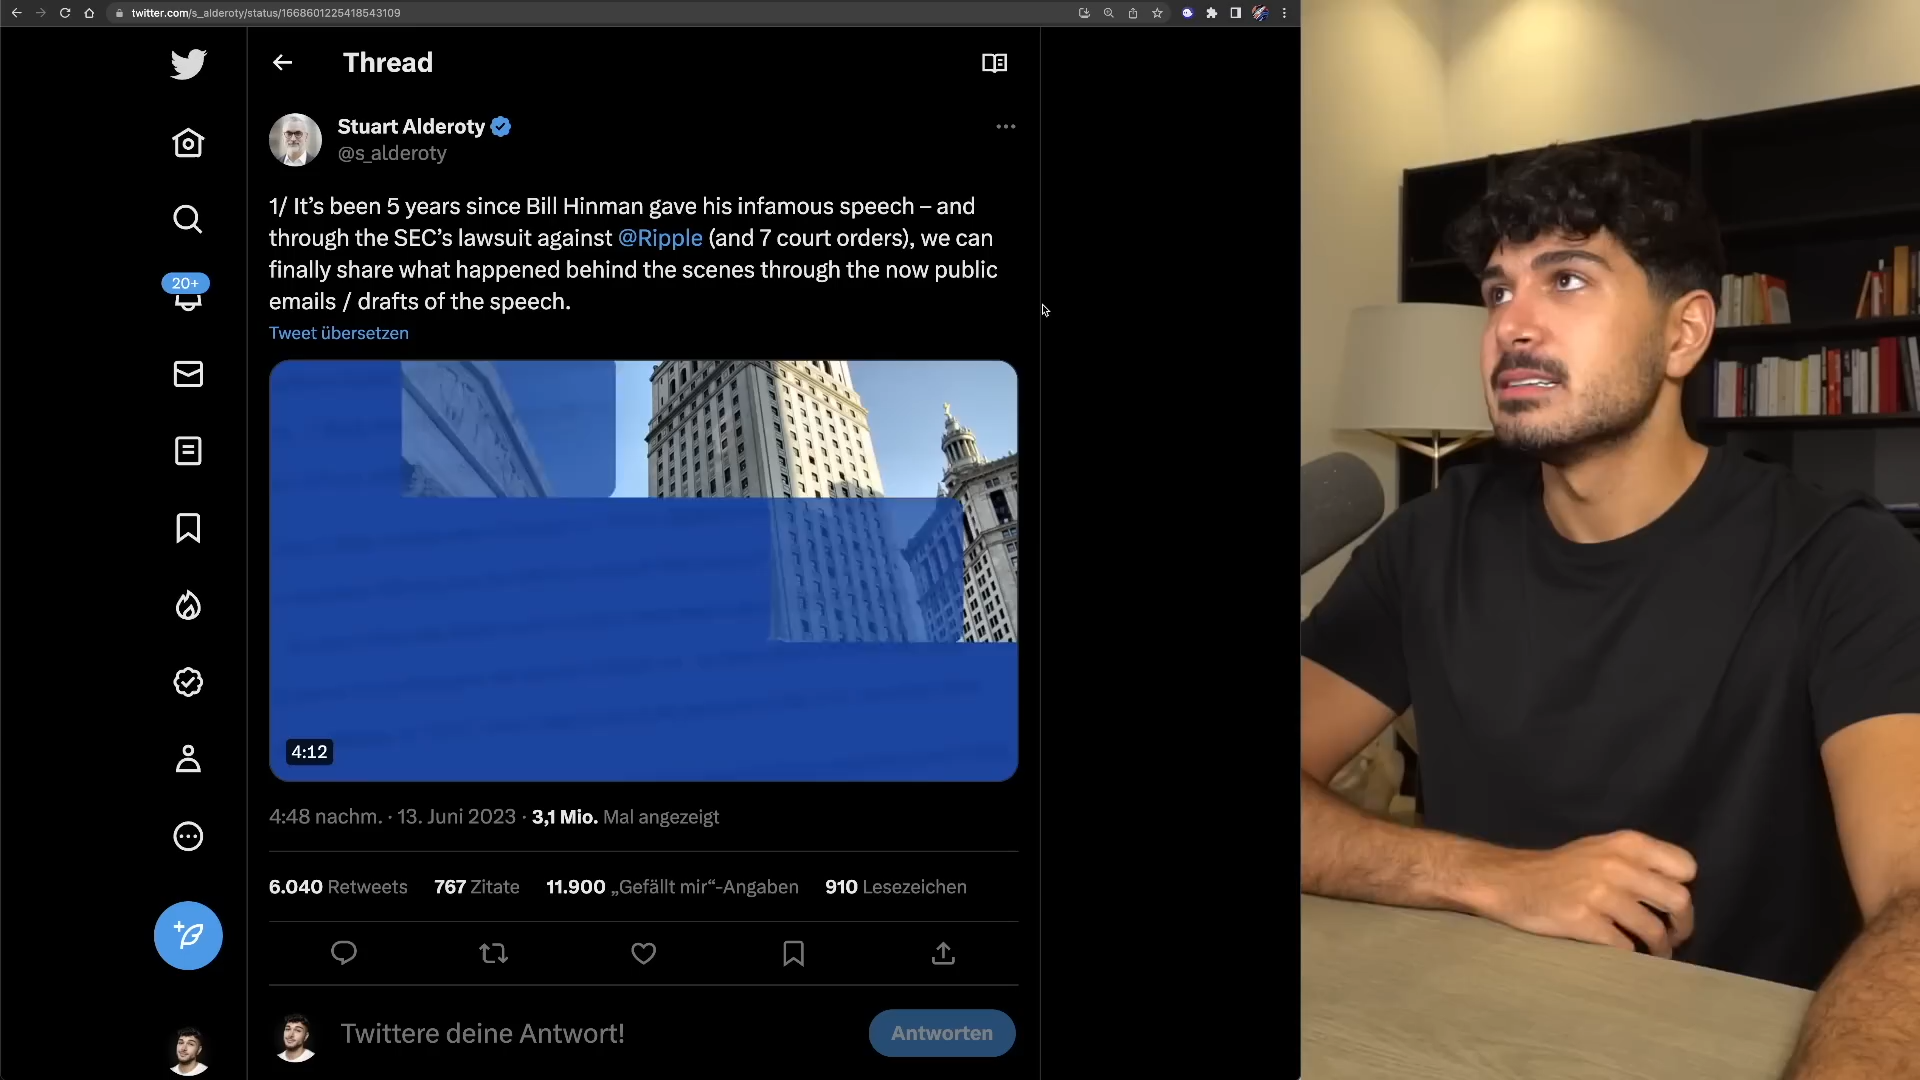 twitter.com/s_alderoty/status/1668601225418543109
Thread
Stuart Alderoty
@s_alderoty
1/ It’s been 5 years since Bill Hinman gave his infamous speech – and
through the SEC’s lawsuit against @Ripple (and 7 court orders), we can
finally share what happened behind the scenes through the now public
emails / drafts of the speech.
Tweet übersetzen
20+
4:12
4:48 nachm. · 13. Juni 2023 · 3,1 Mio. Mal angezeigt
6.040 Retweets 767 Zitate 11.900 „Gefällt mir“-Angaben 910 Lesezeichen
Twittere deine Antwort!
Antworten